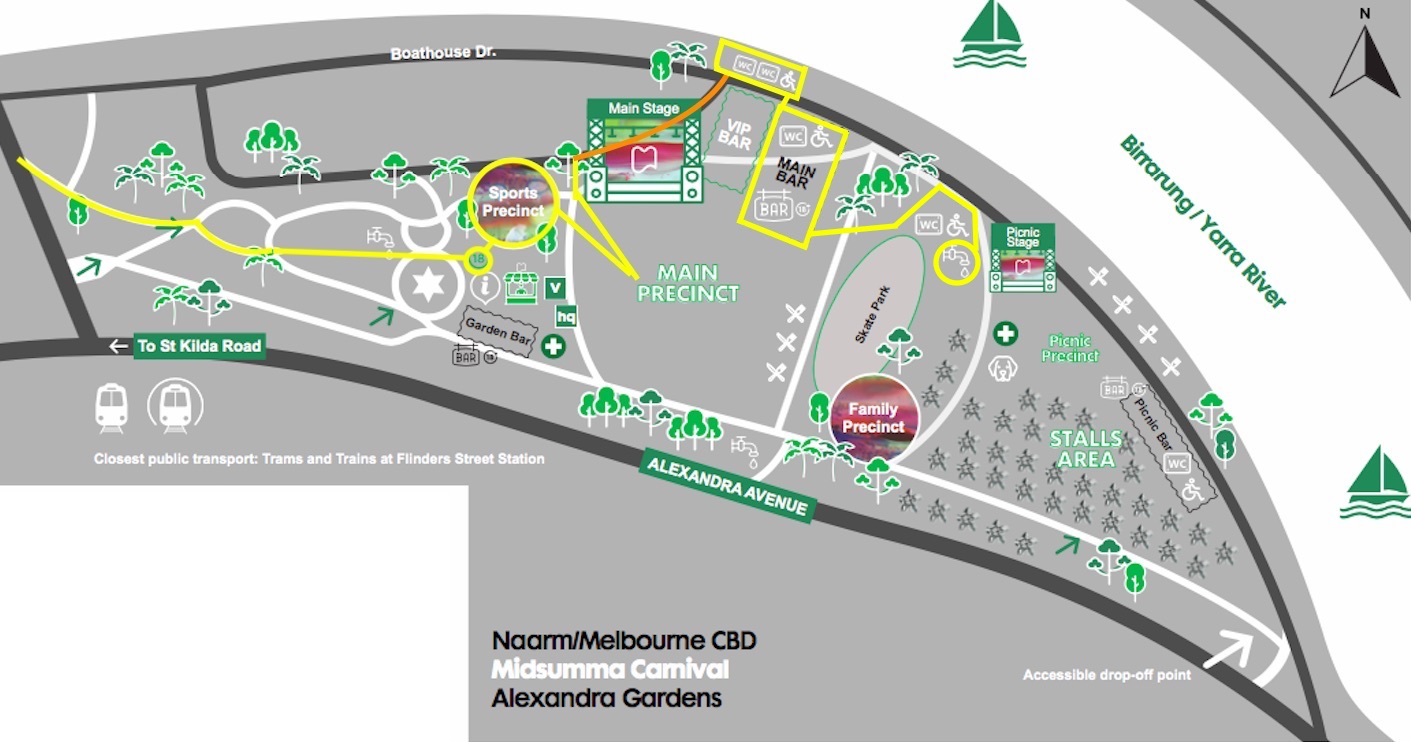 N
Boathouse Dr.
WC WC
Main Stage
VIP
BAR
WC
MAIN
BAR
BAR 18+
Sports
Precinct
WC
Picnic
Stage
Birrarung / Yarra River
18
MAIN
PRECINCT
i
V
hq
Skate Park
Garden Bar
BAR 18+
Picnic
Precinct
To St Kilda Road
BAR 18+
Picnic Bar
Family
Precinct
STALLS
AREA
WC
Closest public transport: Trams and Trains at Flinders Street Station
ALEXANDRA AVENUE
Naarm/Melbourne CBD
Midsumma Carnival
Alexandra Gardens
Accessible drop-off point